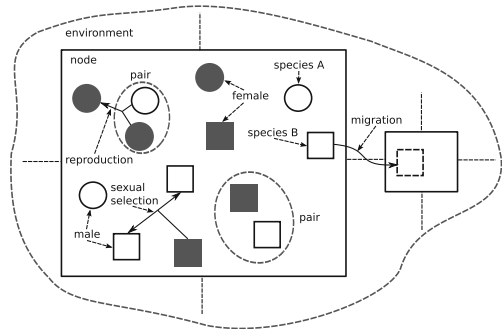 environment
node
pair
species A
female
species B
migration
reproduction
sexual
selection
male
pair